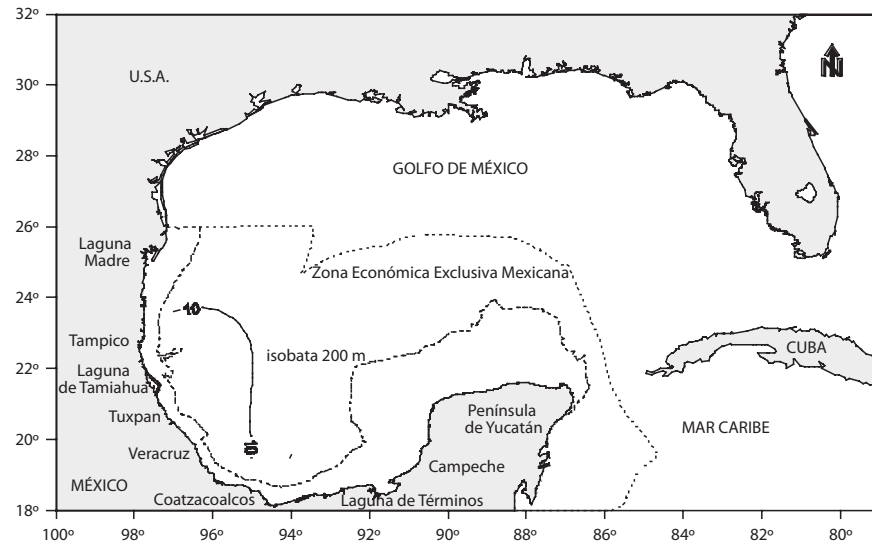 32º
30º
28º
26º
24º
22º
20º
18º
U.S.A.
N
GOLFO DE MÉXICO
Laguna
Madre
Zona Económica Exclusiva Mexicana
10
Tampico
isobata 200 m
CUBA
Laguna
de Tamiahua
Tuxpan
Península
de Yucatán
MAR CARIBE
Veracruz
10
Campeche
MÉXICO
Coatzacoalcos
Laguna de Términos
100º
98º
96º
94º
92º
90º
88º
86º
84º
82º
80º